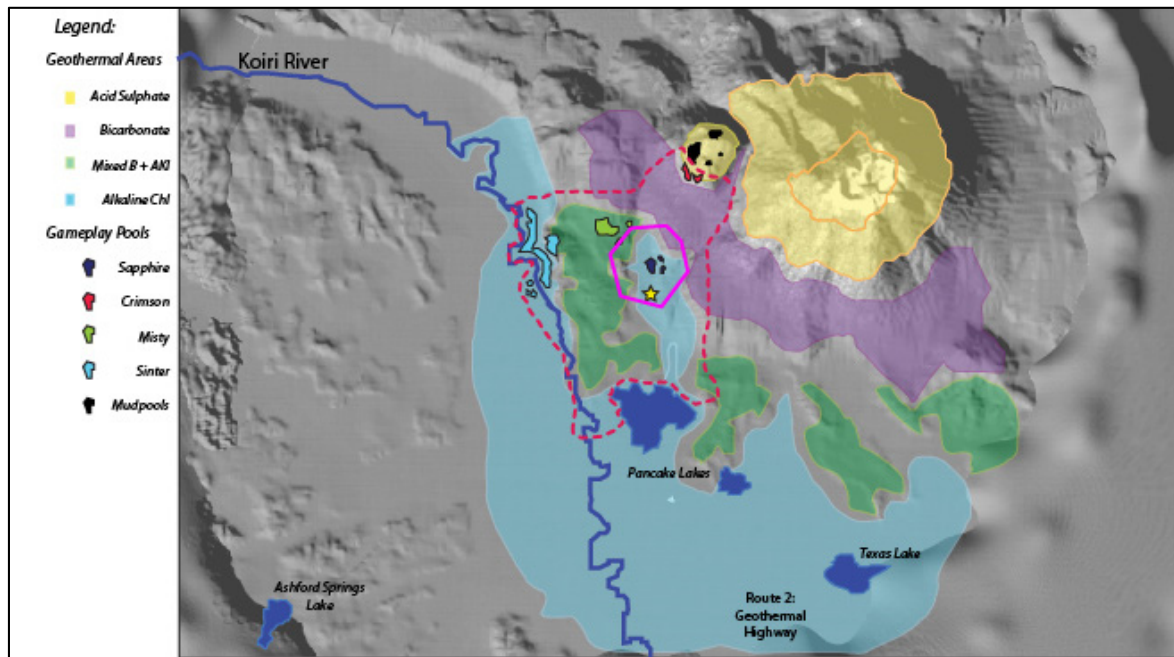 Legend:
Geothermal Areas
Acid Sulphate
Bicarbonate
Mixed B + AKl
Alkaline Chl
Gameplay Pools
Sapphire
Crimson
Misty
Sinter
Mudpools
Koiri River
Pancake Lakes
Texas Lake
Ashford Springs
Lake
Route 2:
Geothermal
Highway